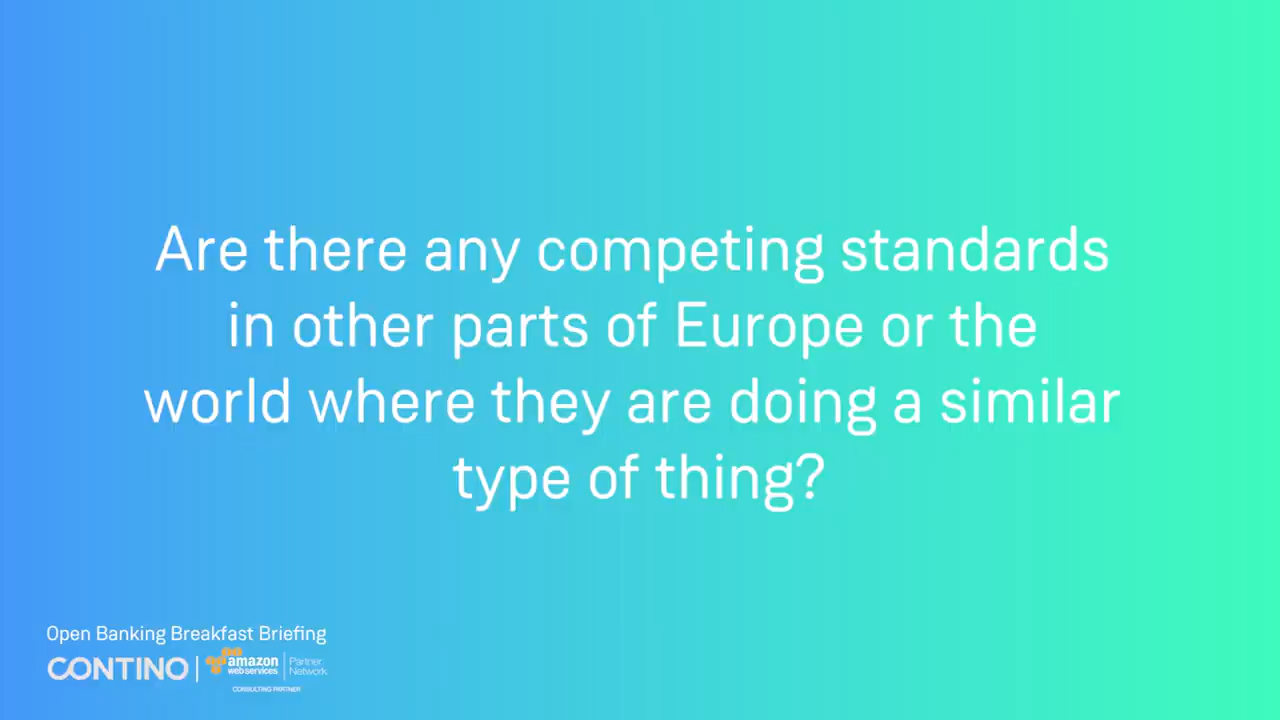 Are there any competing standards
in other parts of Europe or the
world where they are doing a similar
type of thing?
Open Banking Breakfast Briefing
CONTINO
amazon
web services
Partner
Network
CONSULTING PARTNER